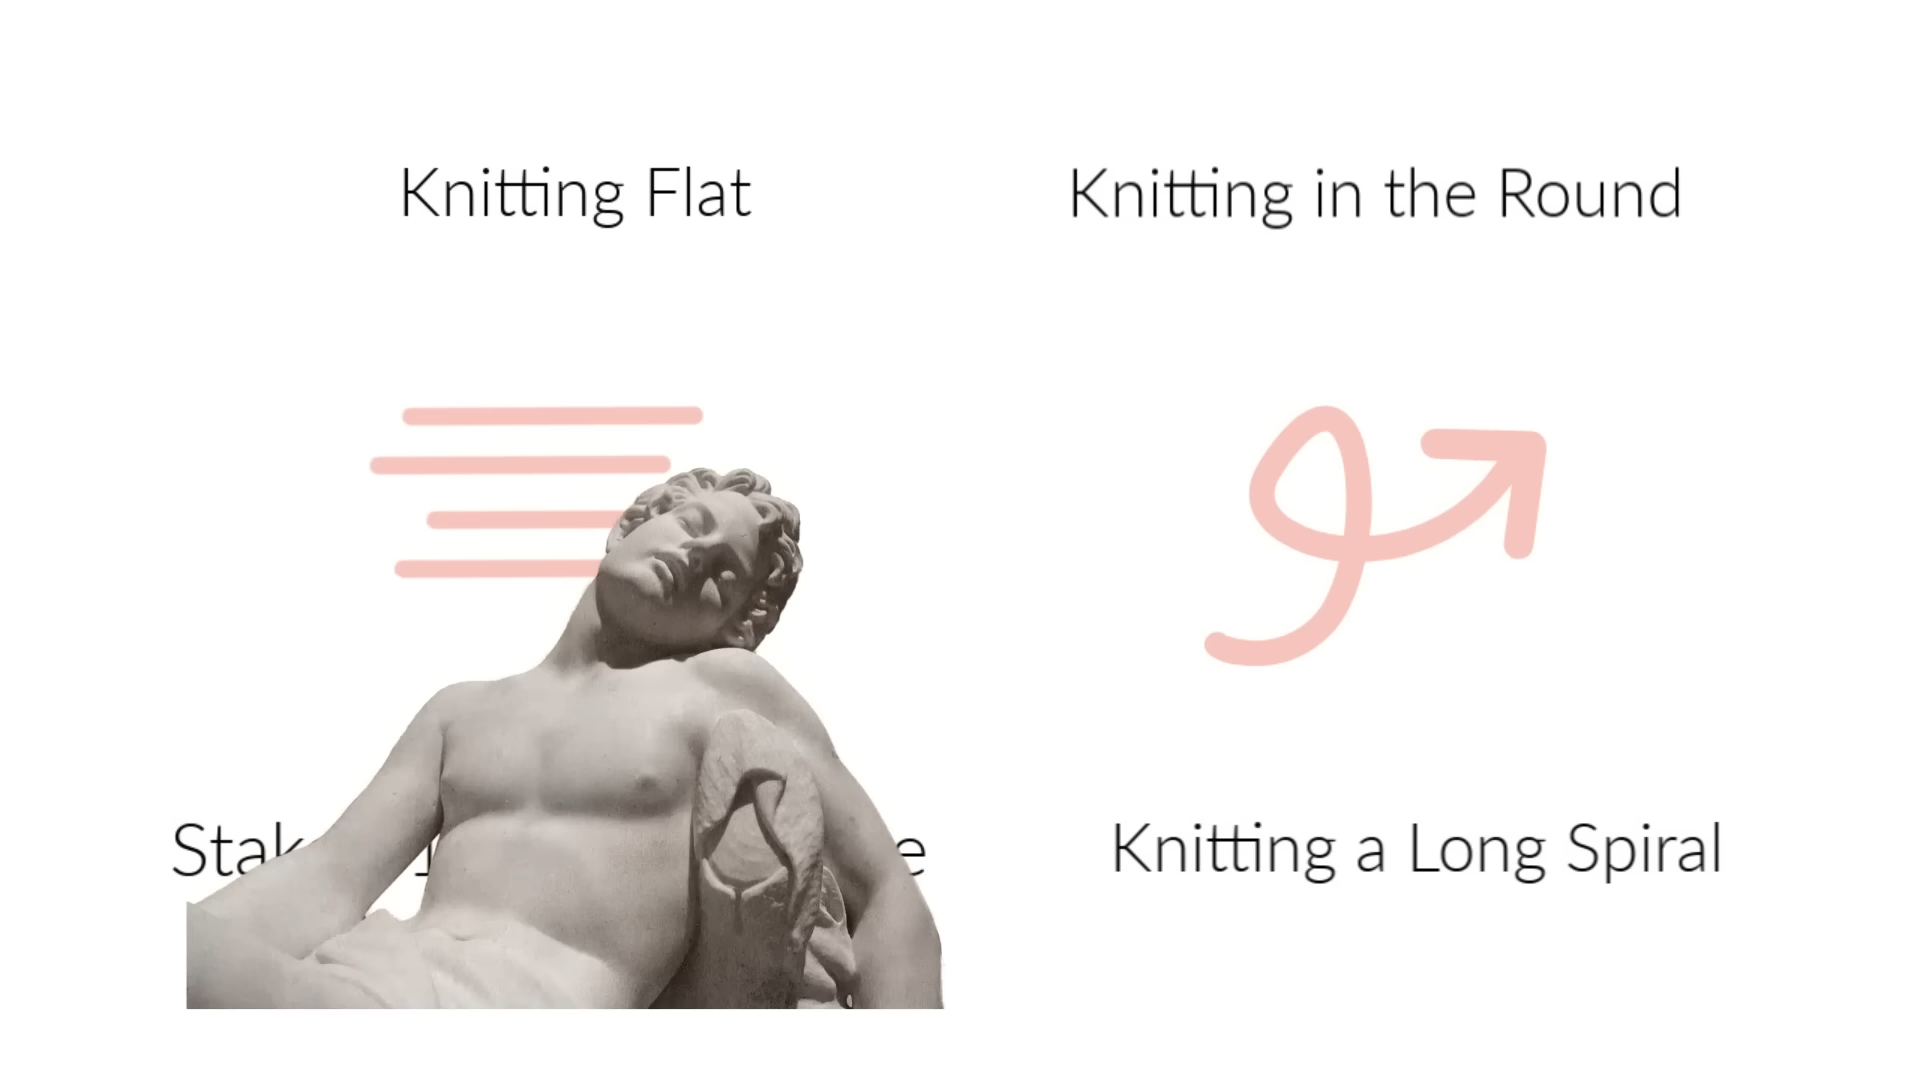 Knitting Flat
Knitting in the Round
Knitting a Long Spiral